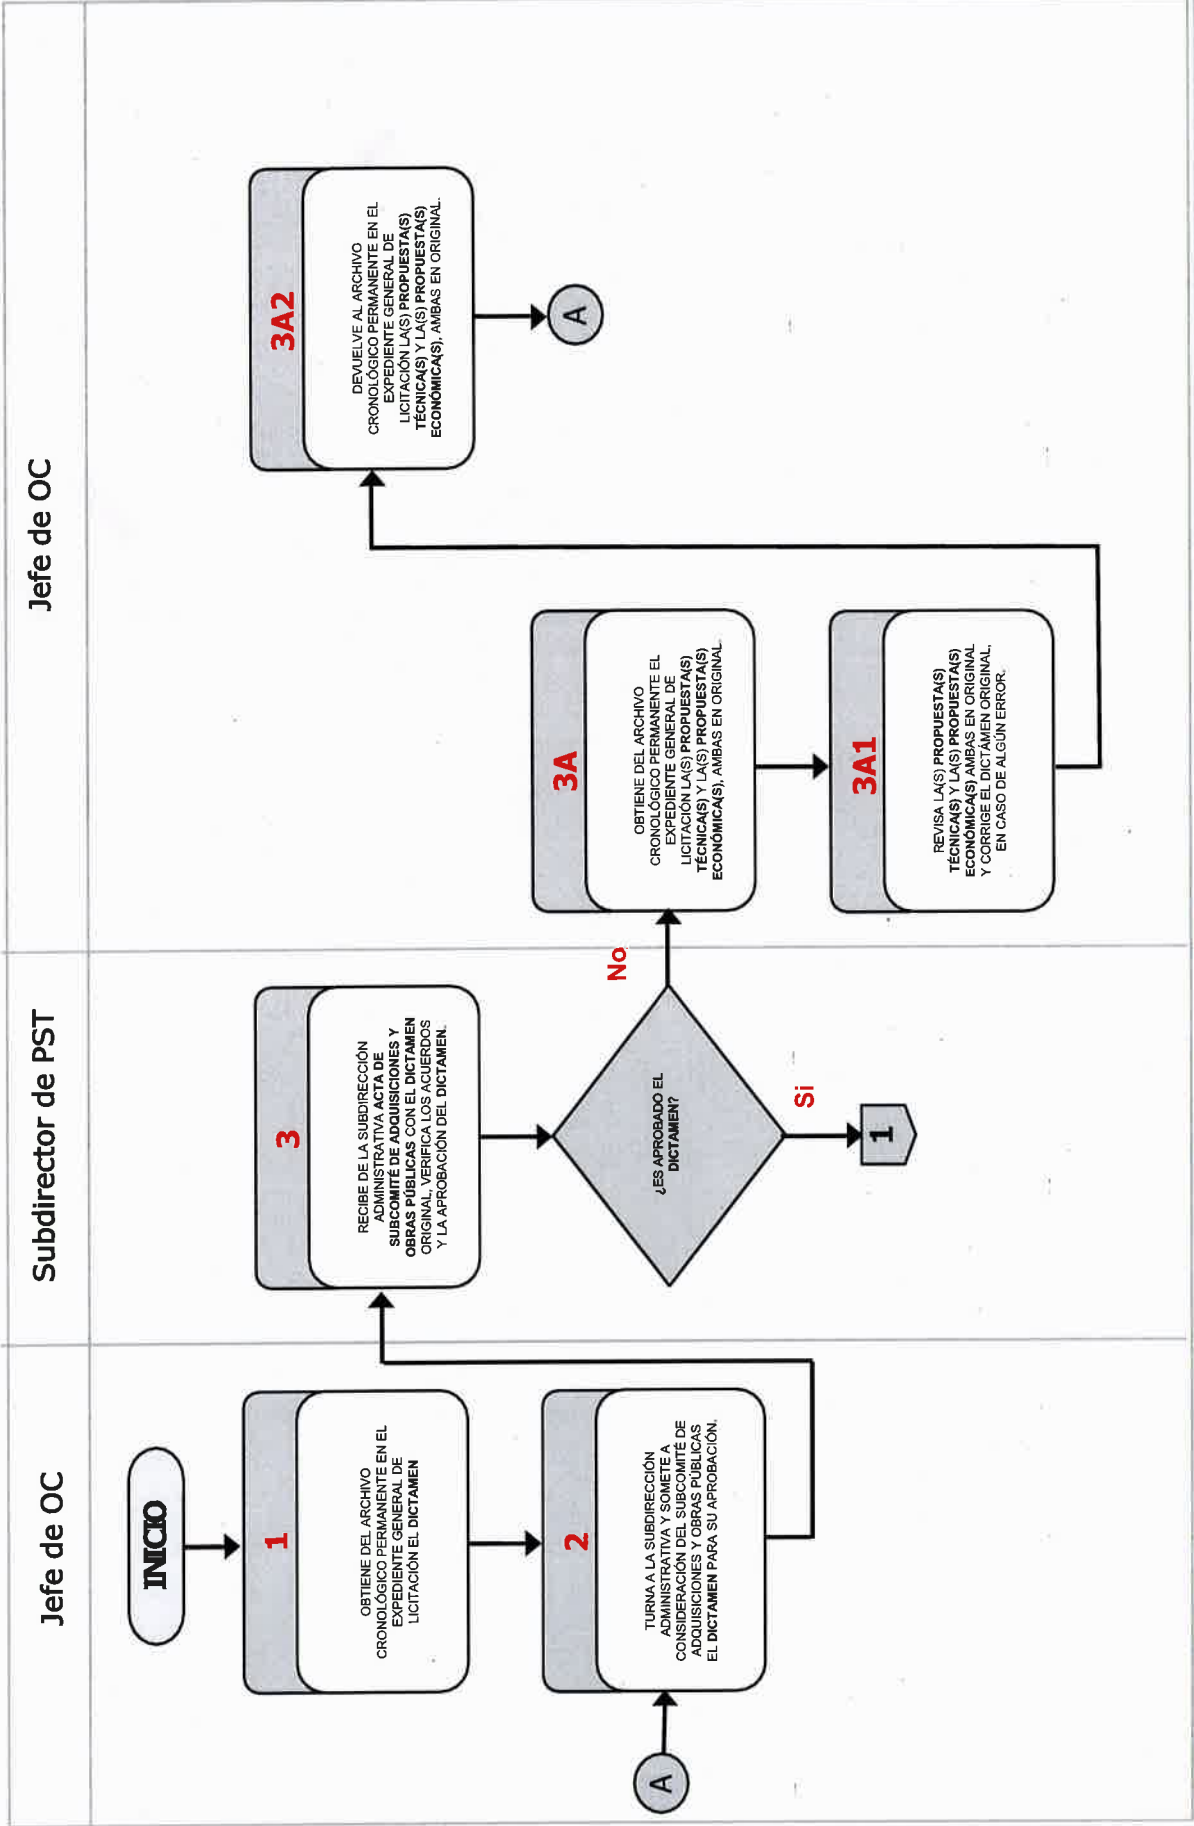 Jefe de OC
Subdirector de PST
Jefe de OC
INICIO
1
OBTIENE DEL ARCHIVO
CRONOLÓGICO PERMANENTE EN EL
EXPEDIENTE GENERAL DE
LICITACIÓN EL DICTAMEN
2
TURNA A LA SUBDIRECCIÓN
ADMINISTRATIVA Y SOMETE A
CONSIDERACIÓN DEL SUBCOMITÉ DE
ADQUISICIONES Y OBRAS PÚBLICAS
EL DICTAMEN PARA SU APROBACIÓN.
A
3
RECIBE DE LA SUBDIRECCIÓN
ADMINISTRATIVA ACTA DE
SUBCOMITÉ DE ADQUISICIONES Y
OBRAS PÚBLICAS CON EL DICTAMEN
ORIGINAL, VERIFICA LOS ACUERDOS
Y LA APROBACIÓN DEL DICTAMEN.
¿ES APROBADO EL
DICTAMEN?
No
Si
1
3A
OBTIENE DEL ARCHIVO
CRONOLÓGICO PERMANENTE EL
EXPEDIENTE GENERAL DE
LICITACIÓN LA(S) PROPUESTA(S)
TÉCNICA(S) Y LA(S) PROPUESTA(S)
ECONÓMICA(S), AMBAS EN ORIGINAL.
3A1
REVISA LA(S) PROPUESTA(S)
TÉCNICA(S) Y LA(S) PROPUESTA(S)
ECONÓMICA(S) AMBAS EN ORIGINAL
Y CORRIGE EL DICTÁMEN ORIGINAL,
EN CASO DE ALGÚN ERROR.
3A2
DEVUELVE AL ARCHIVO
CRONOLÓGICO PERMANENTE EN EL
EXPEDIENTE GENERAL DE
LICITACIÓN LA(S) PROPUESTA(S)
TÉCNICA(S) Y LA(S) PROPUESTA(S)
ECONÓMICA(S), AMBAS EN ORIGINAL.
A